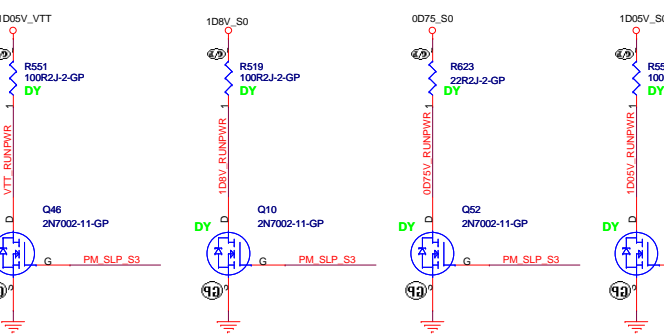 1D05V_VTT
R551
100R2J-2-GP
DY
1
VTT_RUNPWR
D
Q46
2N7002-11-GP
G
PM_SLP_S3
1D8V_S0
R519
100R2J-2-GP
DY
1
1D8V_RUNPWR
D
Q10
2N7002-11-GP
DY
G
PM_SLP_S3
S
0D75_S0
R623
22R2J-2-GP
DY
1
0D75V_RUNPWR
D
Q52
2N7002-11-GP
DY
G
PM_SLP_S3
S
1D05V_S0
DY
1
1D05V_RUNPWR
D
DY